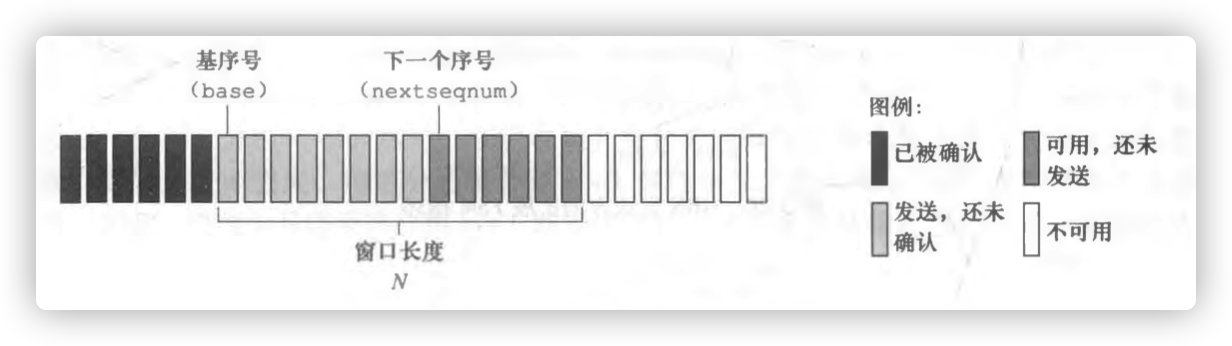 基序号
（base）
下一个序号
（nextseqnum）
窗口长度
N
图例：
已被确认
发送，还未
确认
可用，还未
发送
不可用